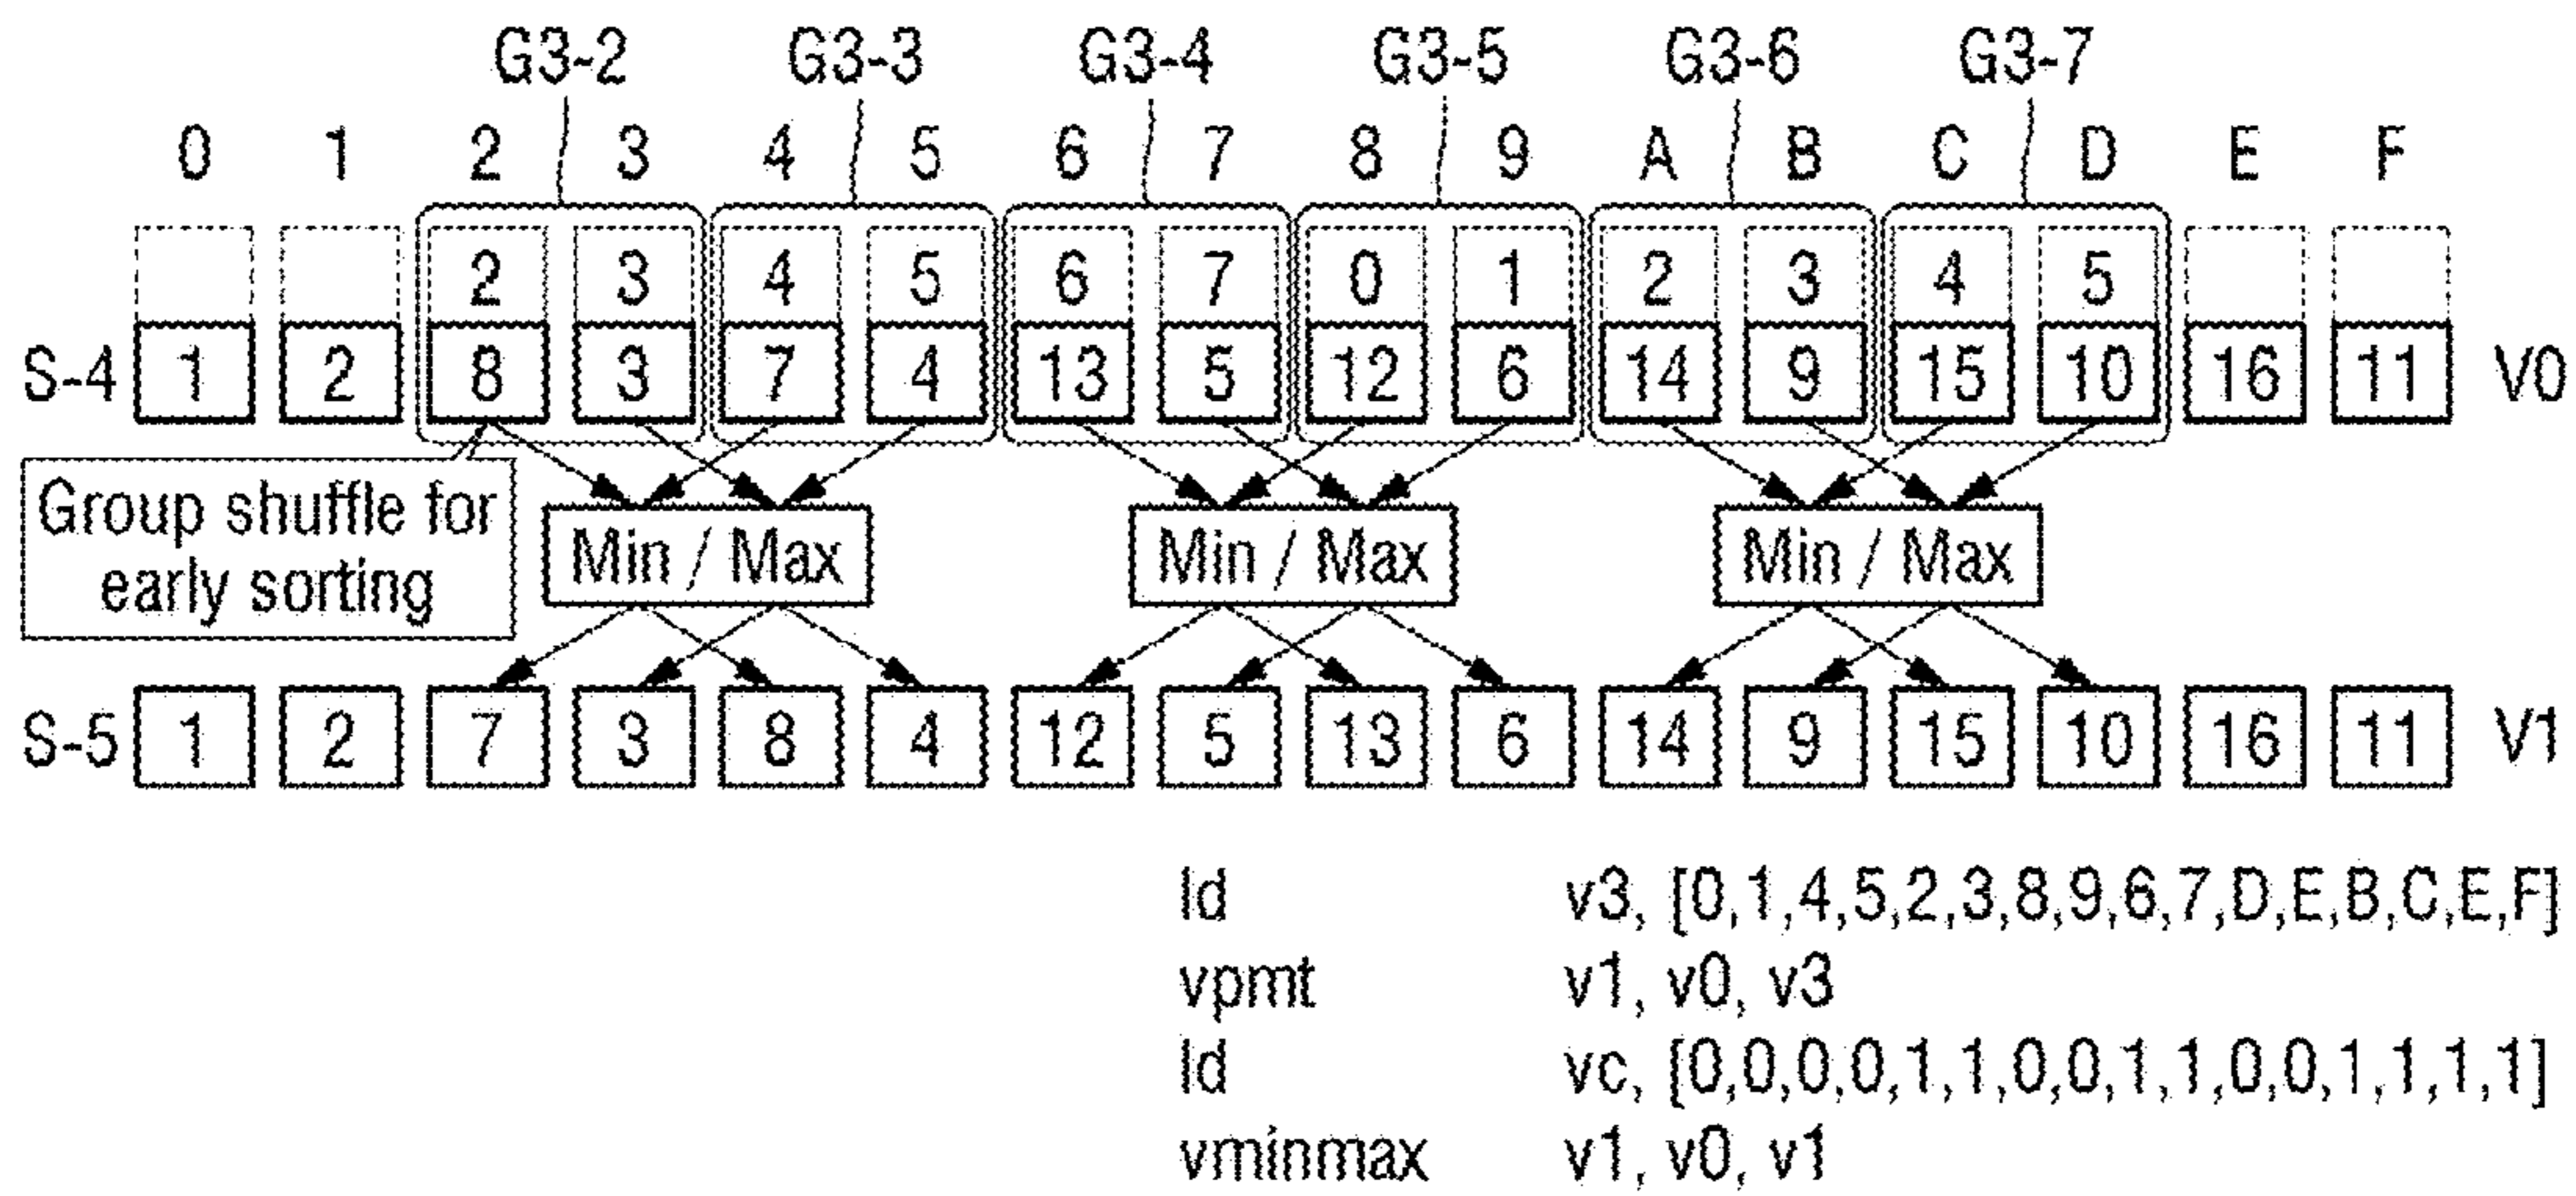 G3-2 G3-3 G3-4 G3-5 G3-6 G3-7
0 1 2 3 4 5 6 7 8 9 A B C D E F
2 3 4 5 6 7 0 1 2 3 4 5
S-4 1 2 8 3 7 4 13 5 12 6 14 9 15 10 16 11 V0
Group shuffle for
early sorting
Min / Max Min / Max Min / Max
S-5 1 2 7 3 8 4 12 5 13 6 14 9 15 10 16 11 V1
ld v3, [0,1,4,5,2,3,8,9,6,7,D,E,B,C,E,F]
vpmt v1, v0, v3
ld vc, [0,0,0,0,1,1,0,0,1,1,0,0,1,1,1,1]
vminmax v1, v0, v1